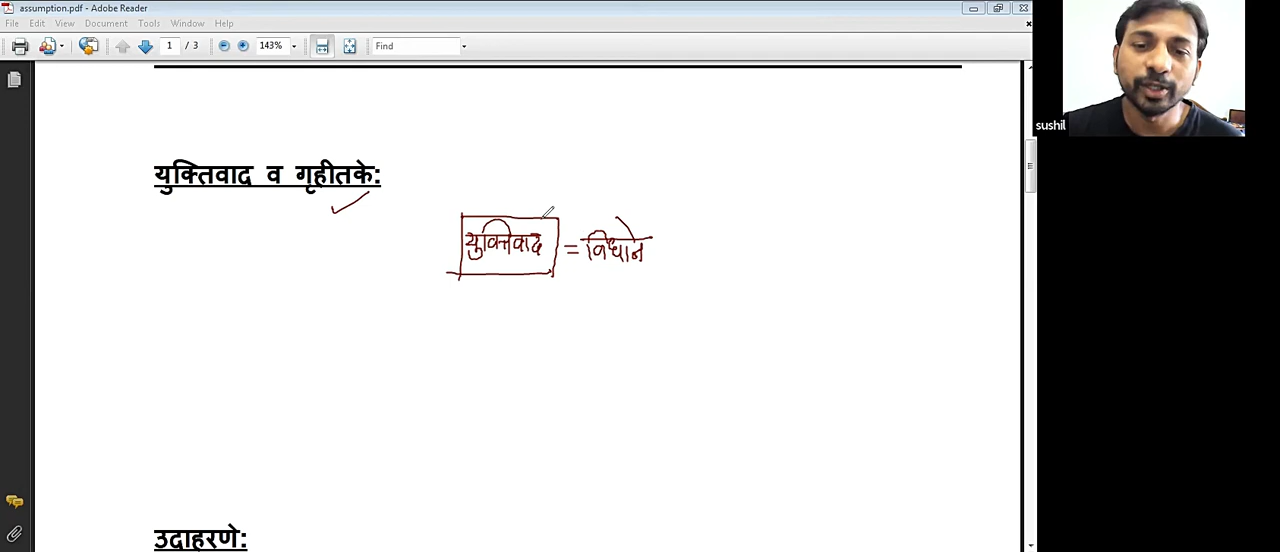 assumption.pdf - Adobe Reader
File Edit View Document Tools Window Help
1 / 3 143% Find
sushil
युक्तिवाद व गृहीतके:
युक्तिवाद = विधाने
उदाहरणे: